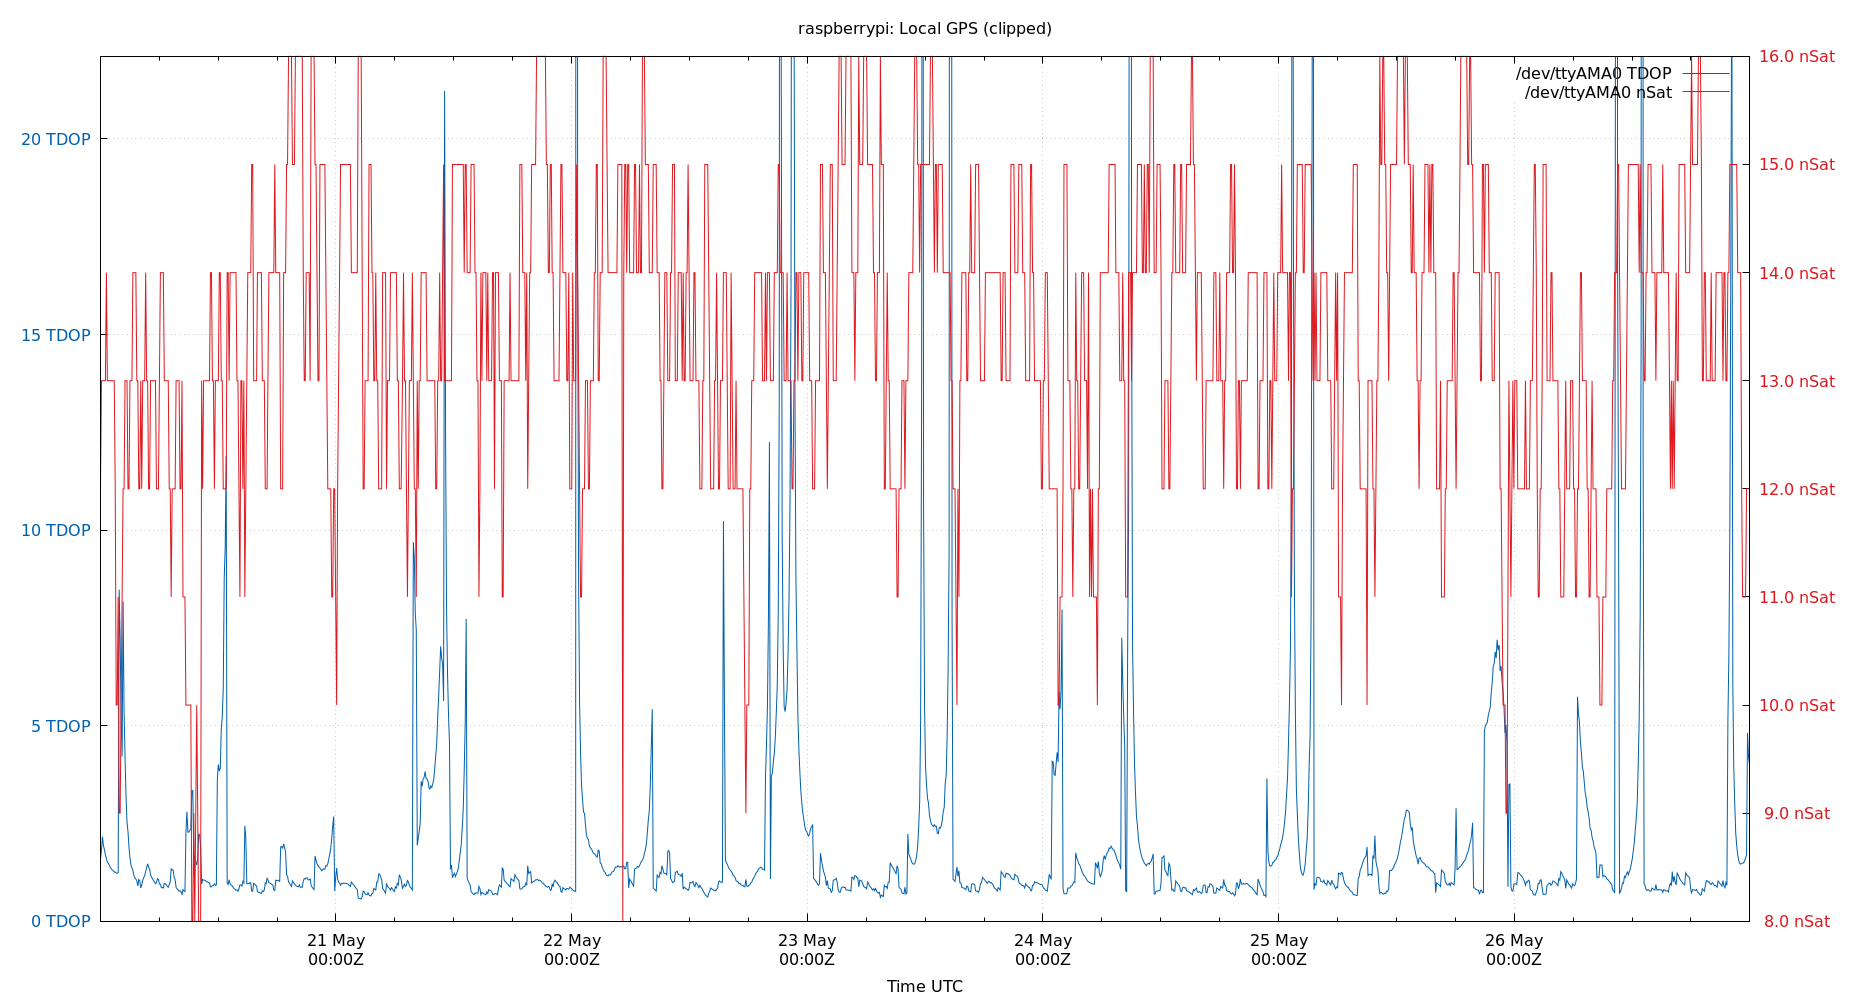 raspberrypi: Local GPS (clipped)
/dev/ttyAMA0 TDOP
/dev/ttyAMA0 nSat
20 TDOP
15 TDOP
10 TDOP
5 TDOP
0 TDOP
16.0 nSat
15.0 nSat
14.0 nSat
13.0 nSat
12.0 nSat
11.0 nSat
10.0 nSat
9.0 nSat
8.0 nSat
21 May
00:00Z
22 May
00:00Z
23 May
00:00Z
24 May
00:00Z
25 May
00:00Z
26 May
00:00Z
Time UTC